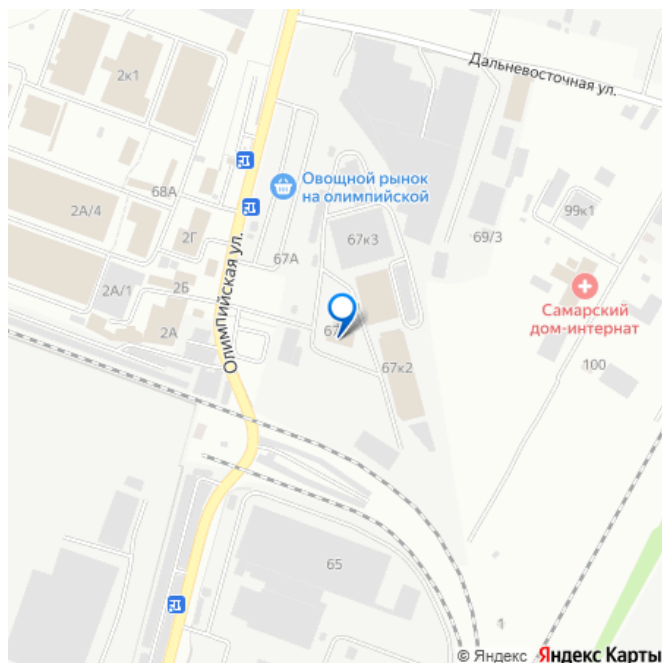 Дальневосточная ул.
2к1
Овощной рынок
на олимпийской
68А
2А/4
99к1
2Г
67к3
69/3
67А
2Б
2А/1
Самарский
дом-интернат
67
2А
Олимпийская ул.
100
67к2
65
1
© Яндекс Яндекс Карты